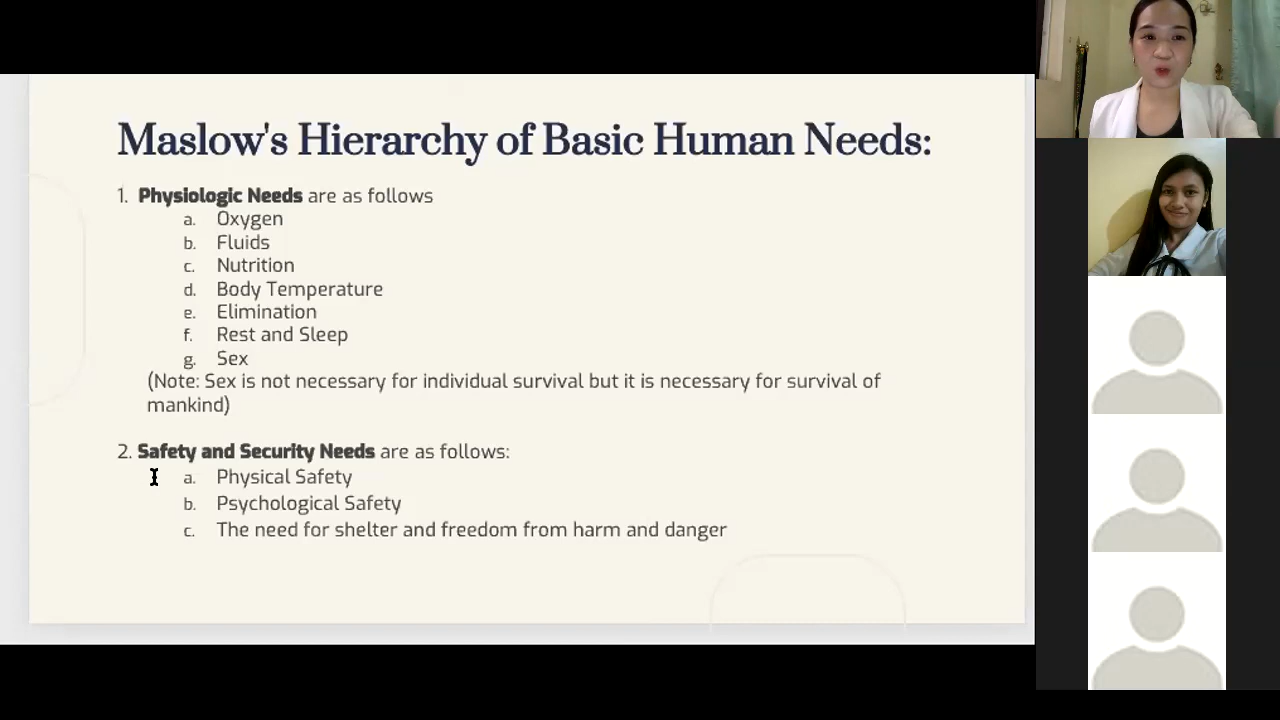 Maslow's Hierarchy of Basic Human Needs:
1. Physiologic Needs are as follows
a. Oxygen
b. Fluids
c. Nutrition
d. Body Temperature
e. Elimination
f. Rest and Sleep
g. Sex
(Note: Sex is not necessary for individual survival but it is necessary for survival of
mankind)
2. Safety and Security Needs are as follows:
a. Physical Safety
b. Psychological Safety
c. The need for shelter and freedom from harm and danger